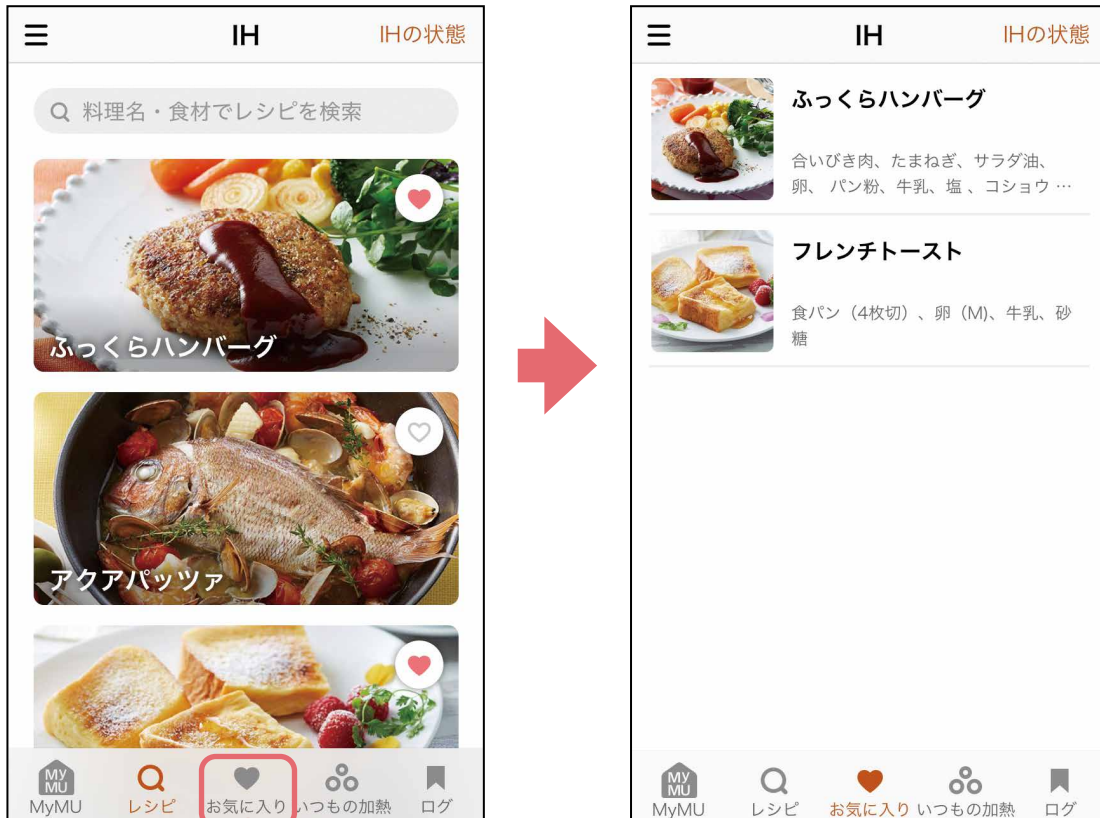 IH
IHの状態
料理名・食材でレシピを検索
ふっくらハンバーグ
アクアパッツァ
MY
MU
MyMU
レシピ
お気に入り
いつもの加熱
ログ
IH
IHの状態
ふっくらハンバーグ
合いびき肉、たまねぎ、サラダ油、
卵、 パン粉、牛乳、塩 、コショウ …
フレンチトースト
食パン（4枚切）、卵（M)、牛乳、砂
糖
MY
MU
MyMU
レシピ
お気に入り
いつもの加熱
ログ